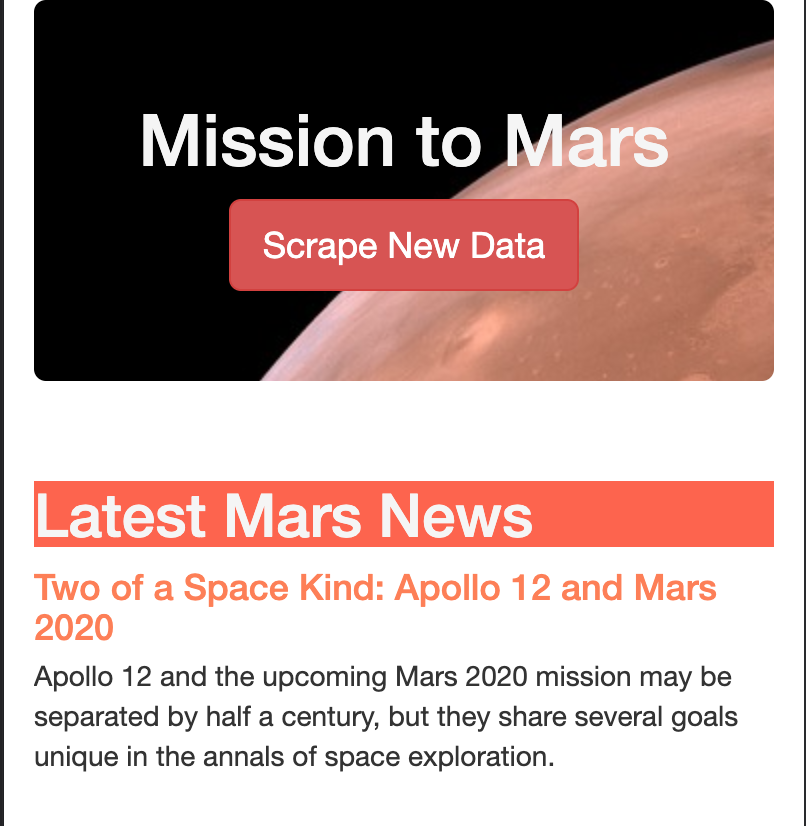 Mission to Mars
Scrape New Data
Latest Mars News
Two of a Space Kind: Apollo 12 and Mars
2020
Apollo 12 and the upcoming Mars 2020 mission may be
separated by half a century, but they share several goals
unique in the annals of space exploration.